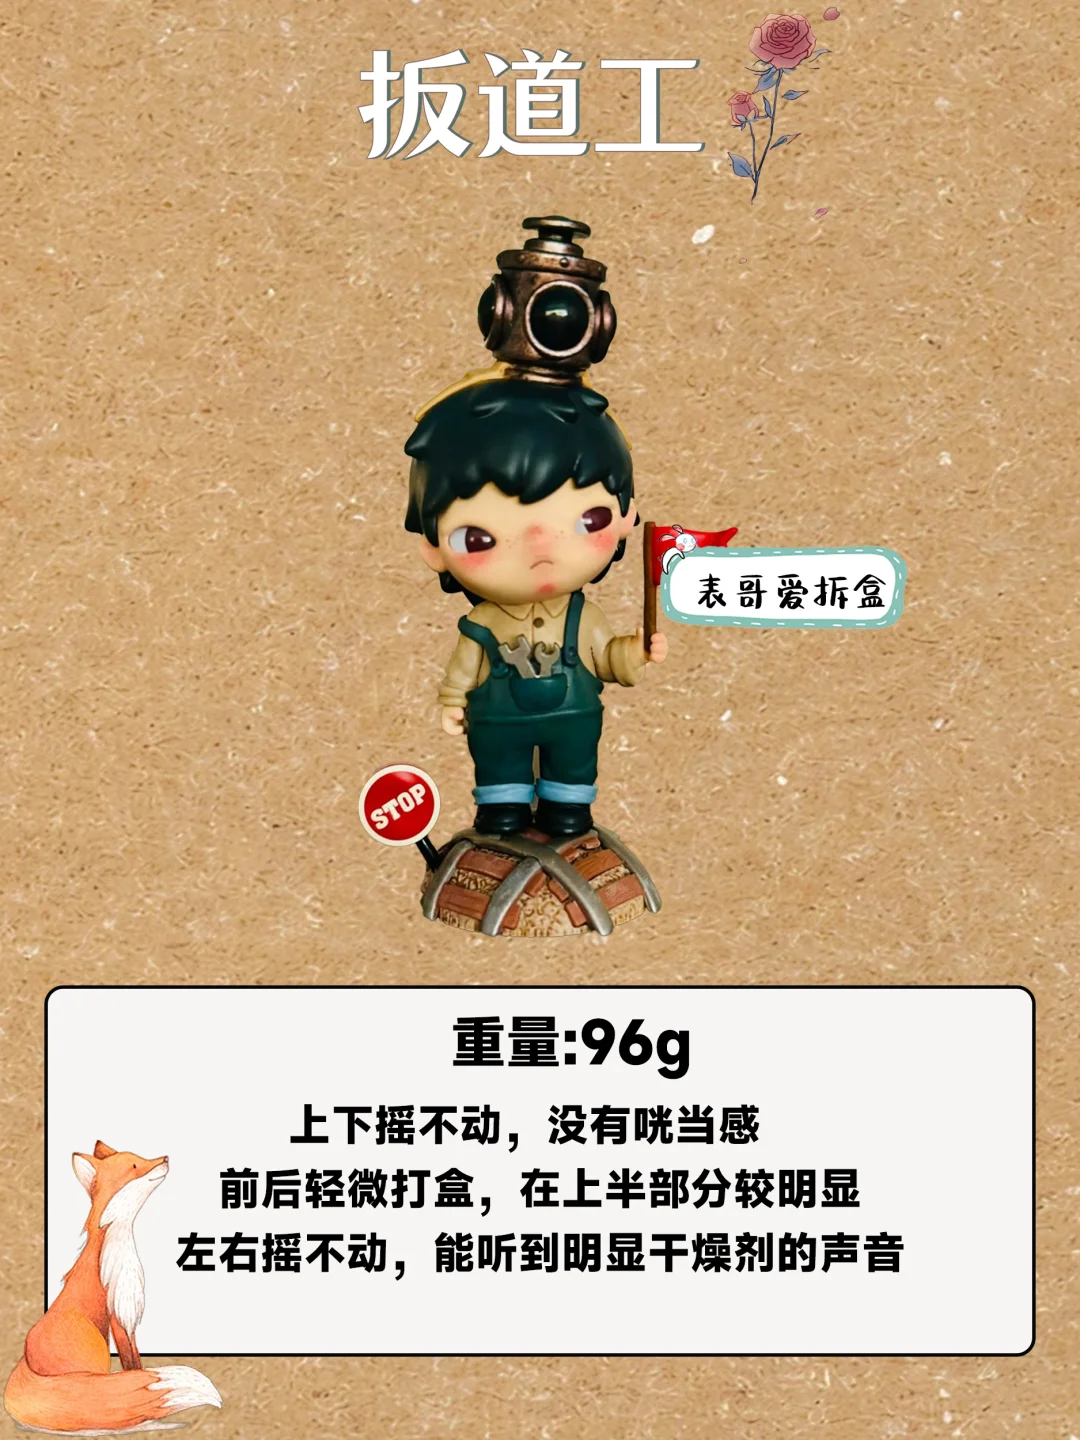 扳道工
表哥爱拆盒
STOP
重量:96g
上下摇不动，没有咣当感
前后轻微打盒，在上半部分较明显
左右摇不动，能听到明显干燥剂的声音